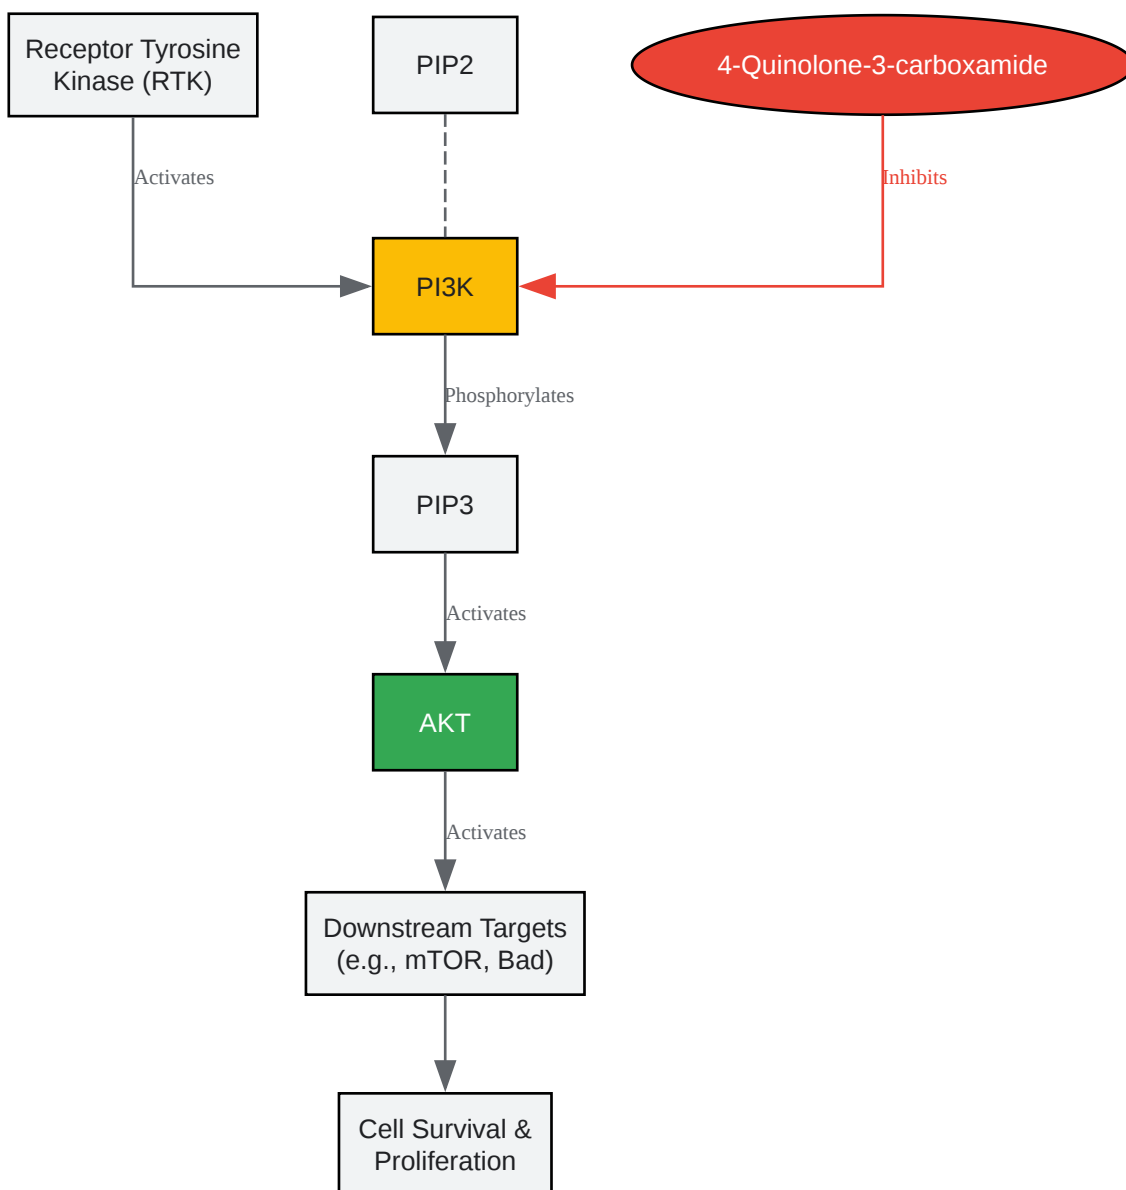 Receptor Tyrosine
Kinase (RTK)
PIP2
4-Quinolone-3-carboxamide
Activates
Inhibits
PI3K
Phosphorylates
PIP3
Activates
AKT
Activates
Downstream Targets
(e.g., mTOR, Bad)
Cell Survival &
Proliferation